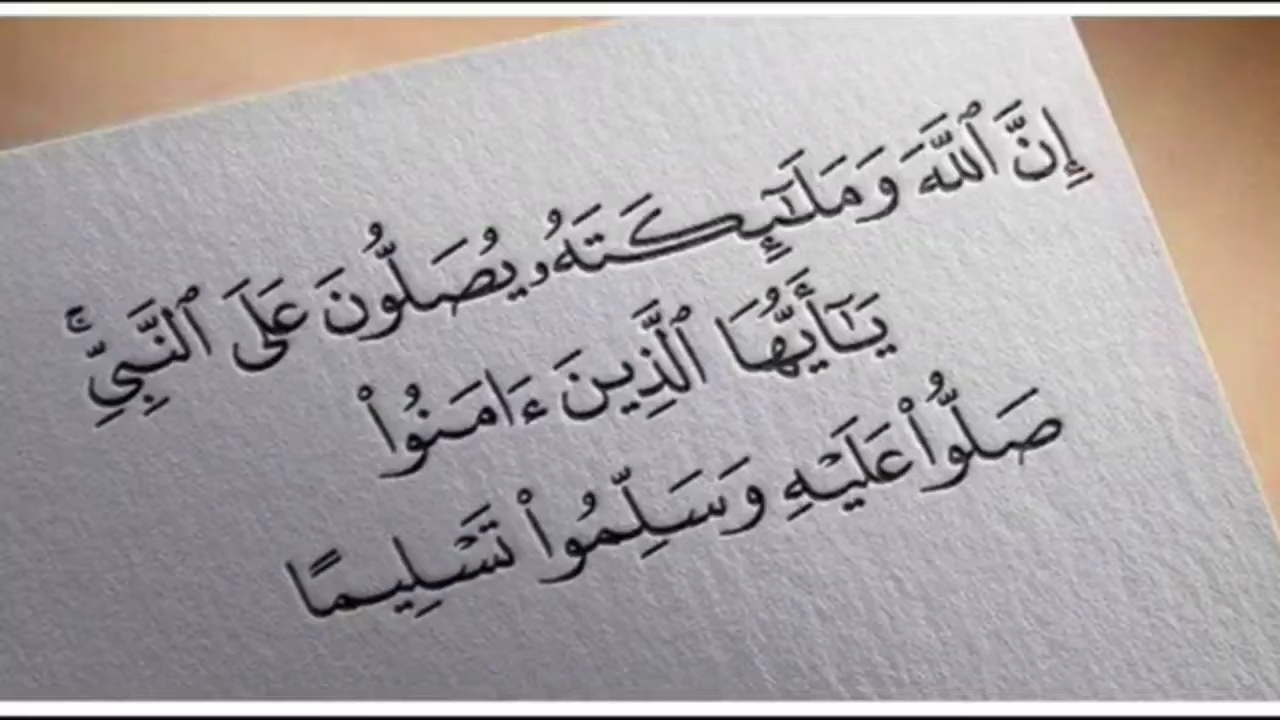 إِنَّ ٱللَّهَ وَمَلَـٰٓئِكَتَهُۥ يُصَلُّونَ عَلَى ٱلنَّبِىِّ ۚ
يَـٰٓأَيُّهَا ٱلَّذِينَ ءَامَنُوا۟
صَلُّوا۟ عَلَيْهِ وَسَلِّمُوا۟ تَسْلِيمًا